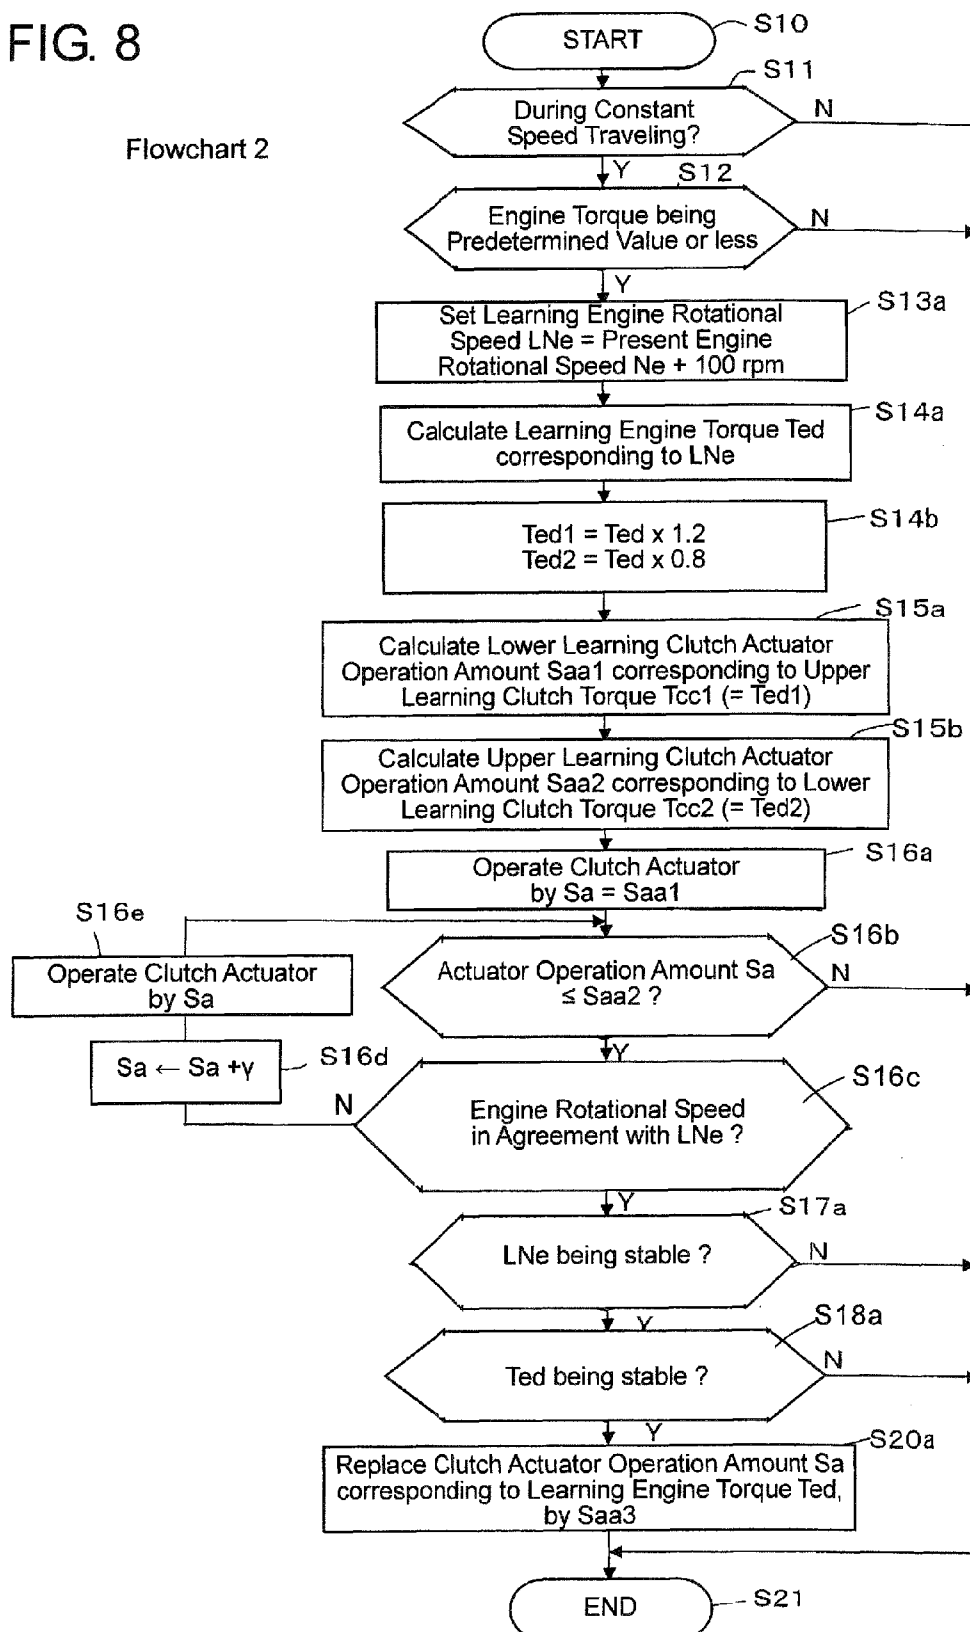 FIG. 8
Flowchart 2
START
S10
During Constant
Speed Traveling?
S11
N
Y
Engine Torque being
Predetermined Value or less
S12
N
Y
Set Learning Engine Rotational
Speed LNe = Present Engine
Rotational Speed Ne + 100 rpm
S13a
Calculate Learning Engine Torque Ted
corresponding to LNe
S14a
Ted1 = Ted x 1.2
Ted2 = Ted x 0.8
S14b
Calculate Lower Learning Clutch Actuator
Operation Amount Saa1 corresponding to Upper
Learning Clutch Torque Tcc1 (= Ted1)
S15a
Calculate Upper Learning Clutch Actuator
Operation Amount Saa2 corresponding to Lower
Learning Clutch Torque Tcc2 (= Ted2)
S15b
Operate Clutch Actuator
by Sa = Saa1
S16a
Actuator Operation Amount Sa
≤ Saa2 ?
S16b
N
Y
S16e
Operate Clutch Actuator
by Sa
Sa ← Sa +γ
S16d
N
Engine Rotational Speed
in Agreement with LNe ?
S16c
Y
LNe being stable ?
S17a
N
Y
Ted being stable ?
S18a
N
Y
Replace Clutch Actuator Operation Amount Sa
corresponding to Learning Engine Torque Ted,
by Saa3
S20a
END
S21